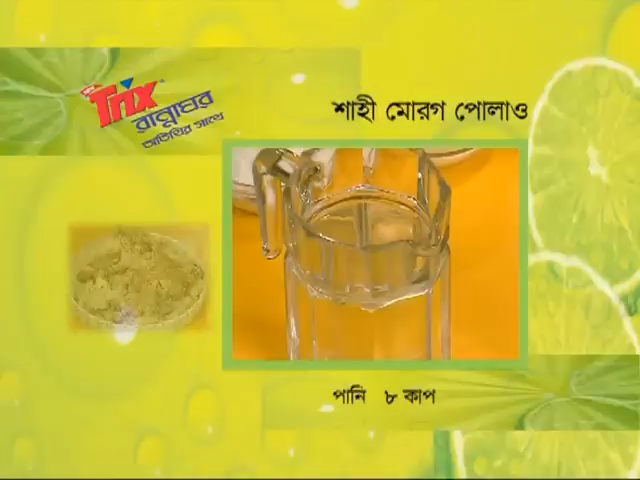 Trix
রান্নাঘর
অতিথির সাথে
শাহী মোরগ পোলাও
পানি ৮ কাপ